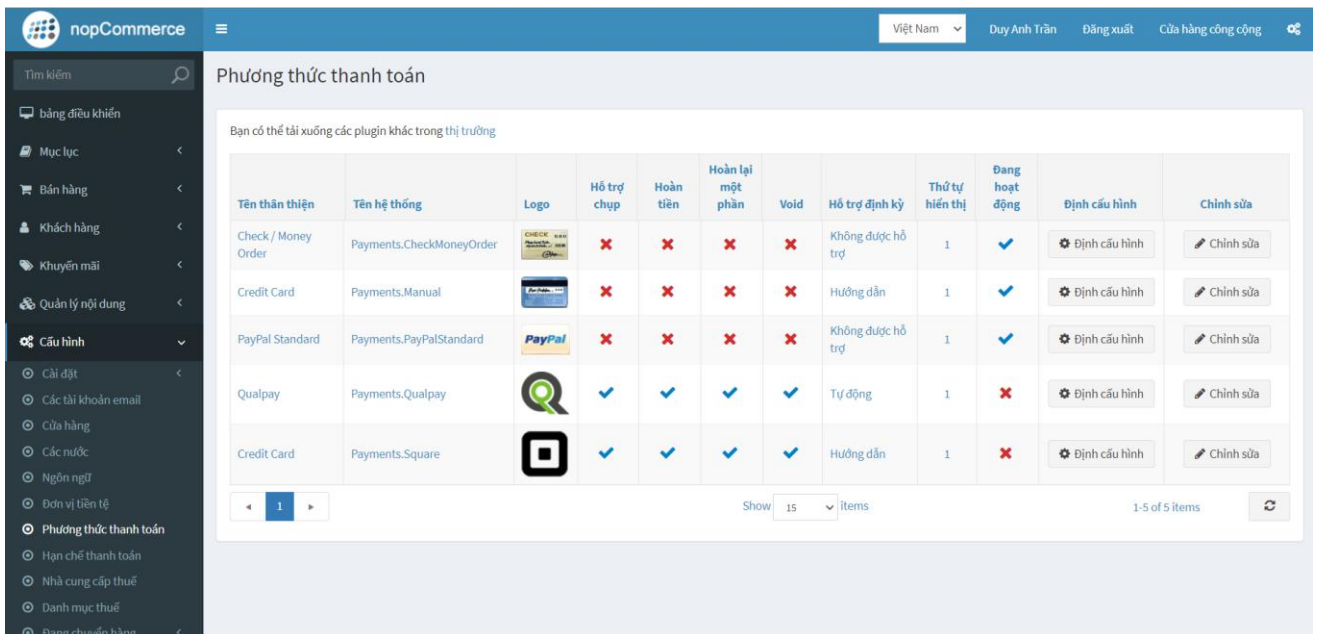 nopCommerce
Việt Nam
Duy Anh Trần
Đăng xuất
Cửa hàng công cộng
Tìm kiếm
bảng điều khiển
Mục lục
Bán hàng
Khách hàng
Khuyến mãi
Quản lý nội dung
Cấu hình
Cài đặt
Các tài khoản email
Cửa hàng
Các nước
Ngôn ngữ
Đơn vị tiền tệ
Phương thức thanh toán
Hạn chế thanh toán
Nhà cung cấp thuế
Danh mục thuế
Đang chuyển hàng
Phương thức thanh toán
Bạn có thể tải xuống các plugin khác trong thị trường
Tên thân thiện
Tên hệ thống
Logo
Hỗ trợ
chụp
Hoàn
tiền
Hoàn lại
một
phần
Void
Hỗ trợ định kỳ
Thứ tự
hiển thị
Đang
hoạt
động
Định cấu hình
Chỉnh sửa
Check / Money
Order
Payments.CheckMoneyOrder
CHECK
Không được hỗ
trợ
1
Định cấu hình
Chỉnh sửa
Credit Card
Payments.Manual
Hướng dẫn
1
Định cấu hình
Chỉnh sửa
PayPal Standard
Payments.PayPalStandard
PayPal
Không được hỗ
trợ
1
Định cấu hình
Chỉnh sửa
Qualpay
Payments.Qualpay
Tự động
1
Định cấu hình
Chỉnh sửa
Credit Card
Payments.Square
Hướng dẫn
1
Định cấu hình
Chỉnh sửa
1
Show 15 items
1-5 of 5 items